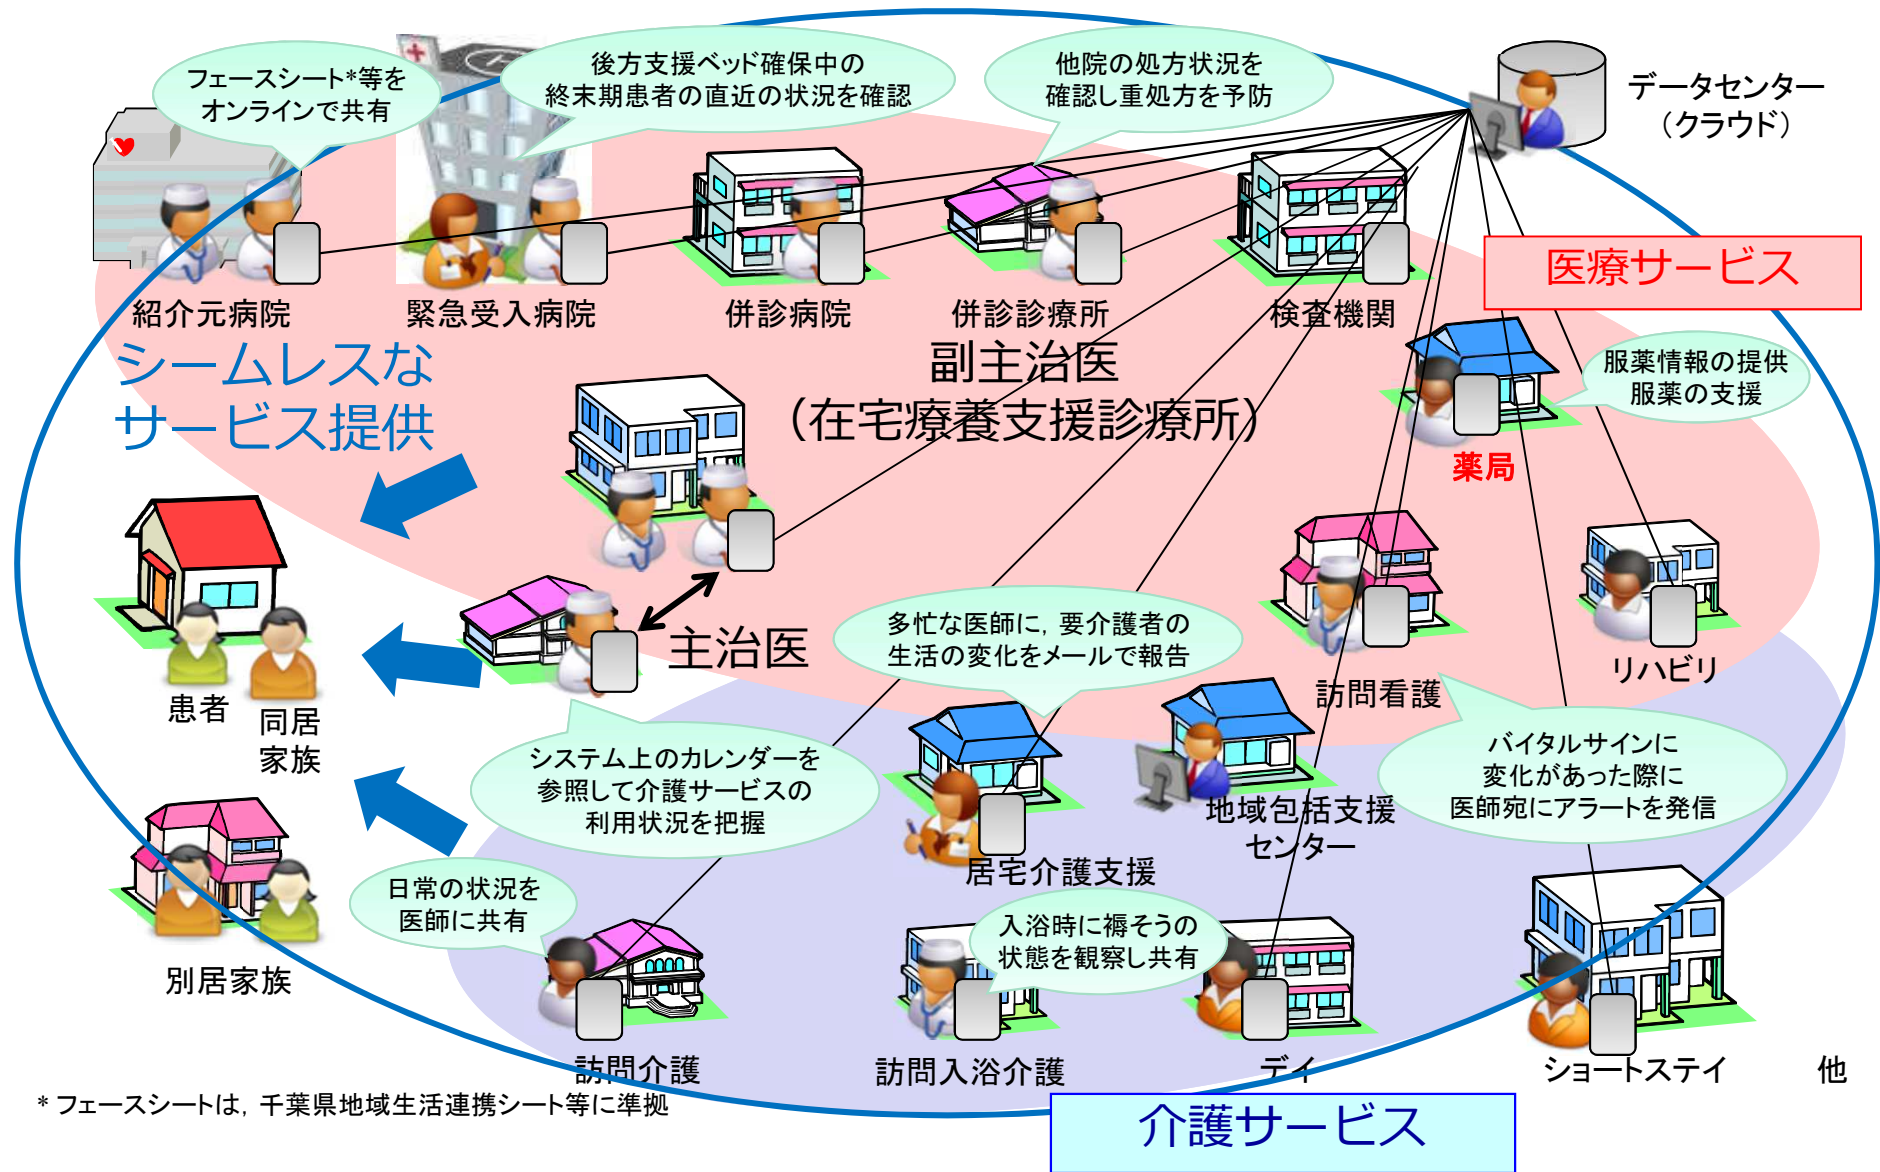 フェースシート*等を
オンラインで共有
後方支援ベッド確保中の
終末期患者の直近の状況を確認
他院の処方状況を
確認し重処方を予防
データセンター
（クラウド）
医療サービス
紹介元病院
緊急受入病院
併診病院
併診診療所
検査機関
シームレスな
サービス提供
副主治医
（在宅療養支援診療所）
服薬情報の提供
服薬の支援
薬局
主治医
多忙な医師に，要介護者の
生活の変化をメールで報告
訪問看護
リハビリ
患者
同居
家族
システム上のカレンダーを
参照して介護サービスの
利用状況を把握
バイタルサインに
変化があった際に
医師宛にアラートを発信
地域包括支援
センター
居宅介護支援
日常の状況を
医師に共有
入浴時に褥そうの
状態を観察し共有
別居家族
訪問介護
訪問入浴介護
デイ
ショートステイ
他
* フェースシートは，千葉県地域生活連携シート等に準拠
介護サービス